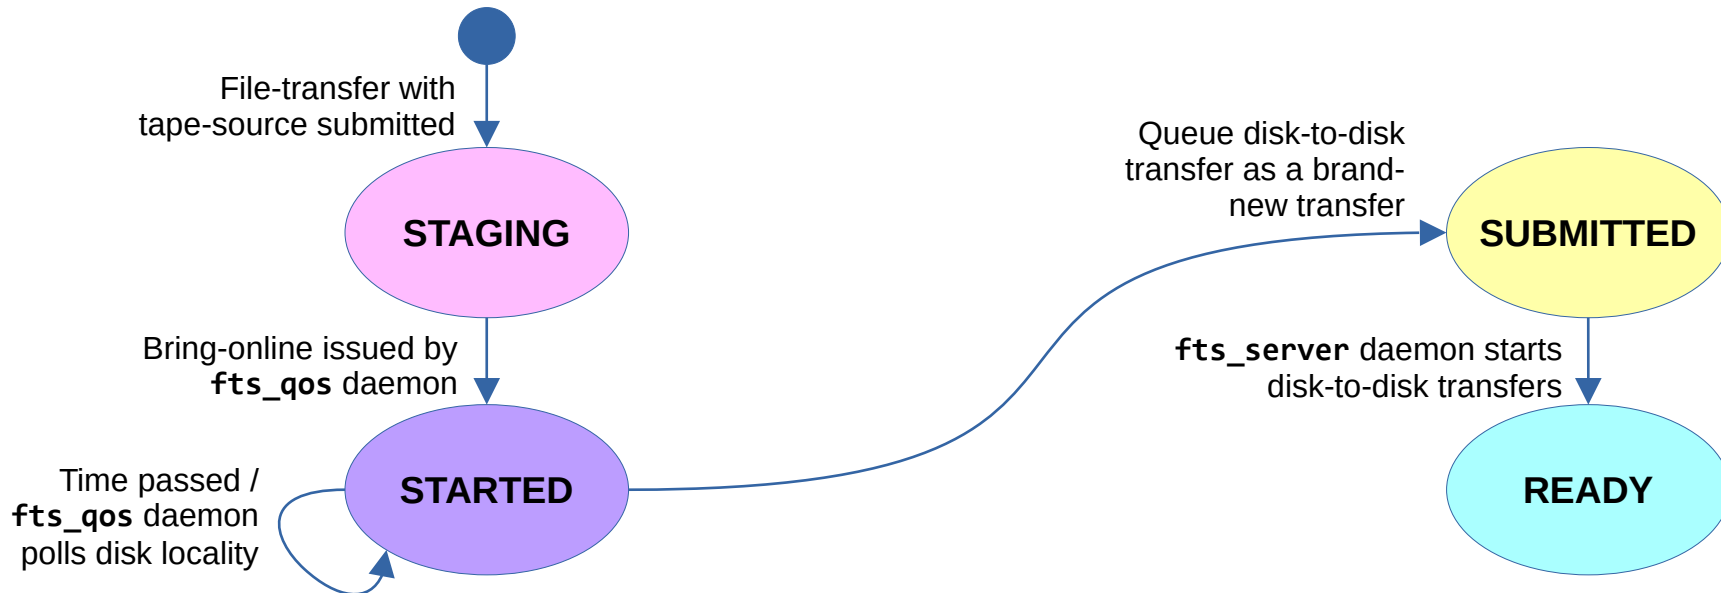 File-transfer with
tape-source submitted
STAGING
Bring-online issued by
fts_qos daemon
STARTED
Time passed /
fts_qos daemon
polls disk locality
Queue disk-to-disk
transfer as a brand-
new transfer
SUBMITTED
fts_server daemon starts
disk-to-disk transfers
READY